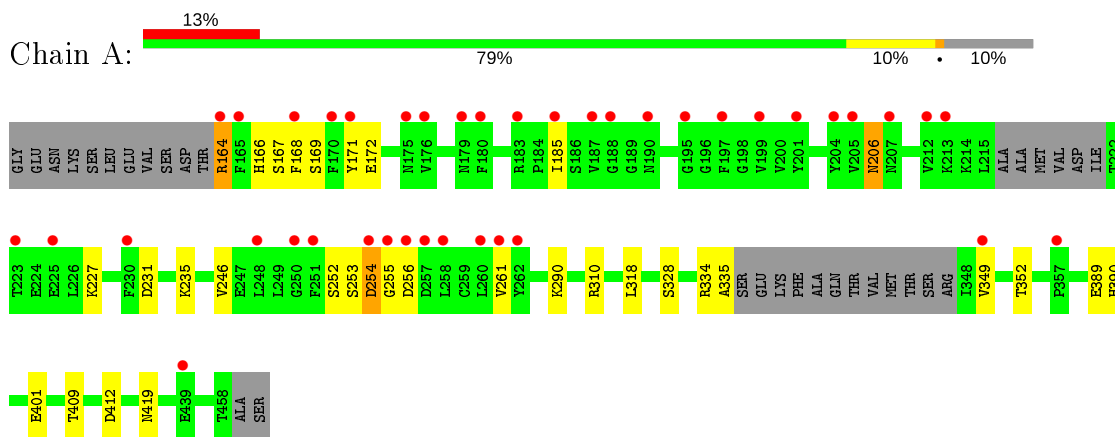 13%
Chain A:
79% 10% • 10%
GLY GLU ASN LYS SER LEU GLU VAL SER ASP THR R164 F165 H166 S167 F168 S169 F170 Y171 E172 N175 V176 N179 F180 R183 P184 I185 S186 V187 G188 G189 N190 G195 G196 F197 G198 V199 V200 Y201 Y204 V205 N206 N207 V212 K213 K214 L215 ALA ALA MET VAL ASP ILE T222
T223 E224 E225 L226 K227 F230 D231 K235 V246 E247 L248 L249 G250 F251 S252 S253 D254 G255 D256 D257 L258 C259 L260 V261 Y262 K290 R310 L318 S328 R334 A335 SER GLU LYS PHE ALA GLN THR VAL MET THR SER ARG I348 V349 T352 P357 E389 H390
E401 T409 D412 N419 E439 T458 ALA SER